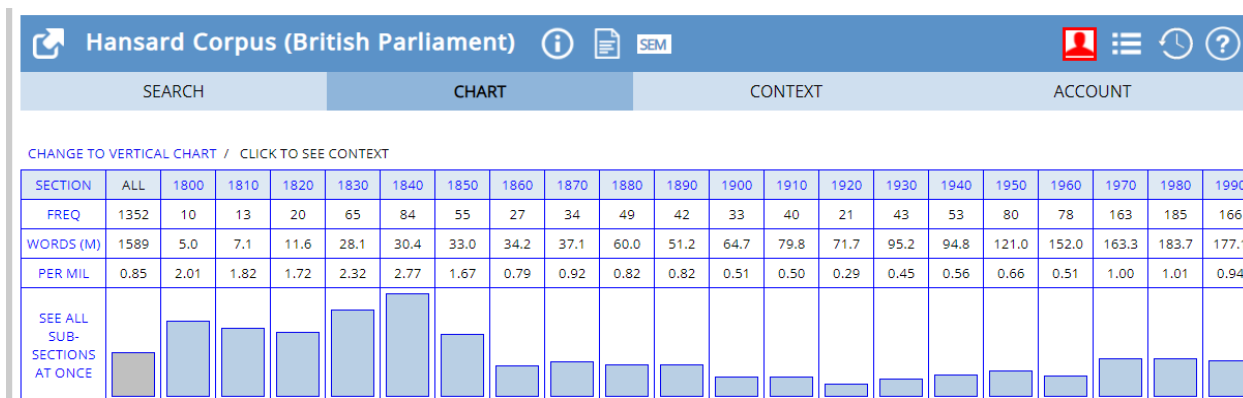 Hansard Corpus (British Parliament) SEM
SEARCH CHART CONTEXT ACCOUNT
CHANGE TO VERTICAL CHART / CLICK TO SEE CONTEXT
SECTION ALL 1800 1810 1820 1830 1840 1850 1860 1870 1880 1890 1900 1910 1920 1930 1940 1950 1960 1970 1980 1990
FREQ 1352 10 13 20 65 84 55 27 34 49 42 33 40 21 43 53 80 78 163 185 166
WORDS (M) 1589 5.0 7.1 11.6 28.1 30.4 33.0 34.2 37.1 60.0 51.2 64.7 79.8 71.7 95.2 94.8 121.0 152.0 163.3 183.7 177.1
PER MIL 0.85 2.01 1.82 1.72 2.32 2.77 1.67 0.79 0.92 0.82 0.82 0.51 0.50 0.29 0.45 0.56 0.66 0.51 1.00 1.01 0.94
SEE ALL
SUB-
SECTIONS
AT ONCE